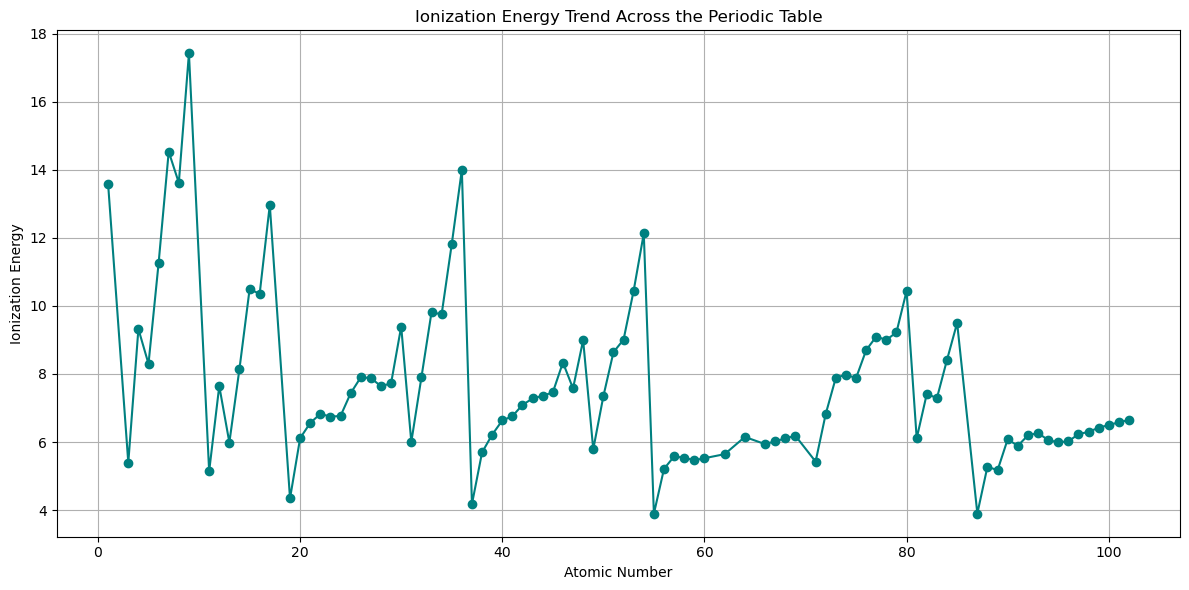 Ionization Energy Trend Across the Periodic Table
18
16
14
12
10
8
6
4
Ionization Energy
0 20 40 60 80 100
Atomic Number